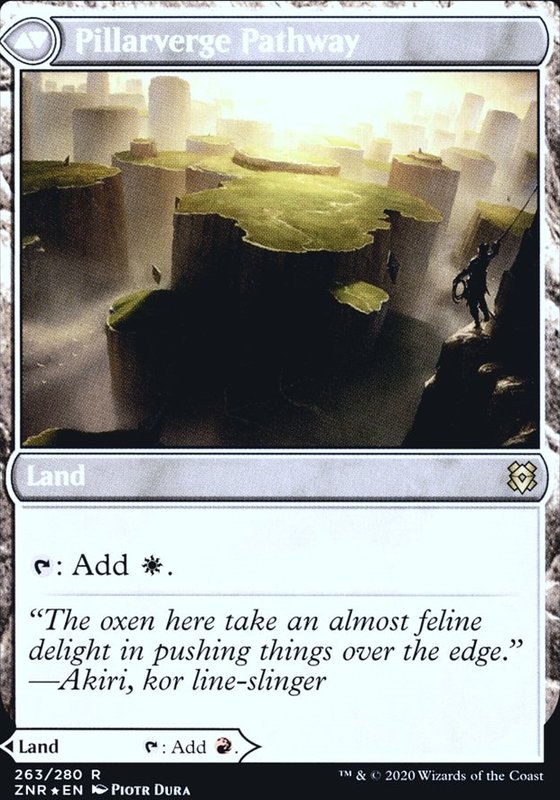 Pillarverge Pathway
Land
: Add .
“The oxen here take an almost feline
delight in pushing things over the edge.”
—Akiri, kor line-slinger
Land : Add .
263/280 R
ZNR★EN Piotr Dura
™ & © 2020 Wizards of the Coast